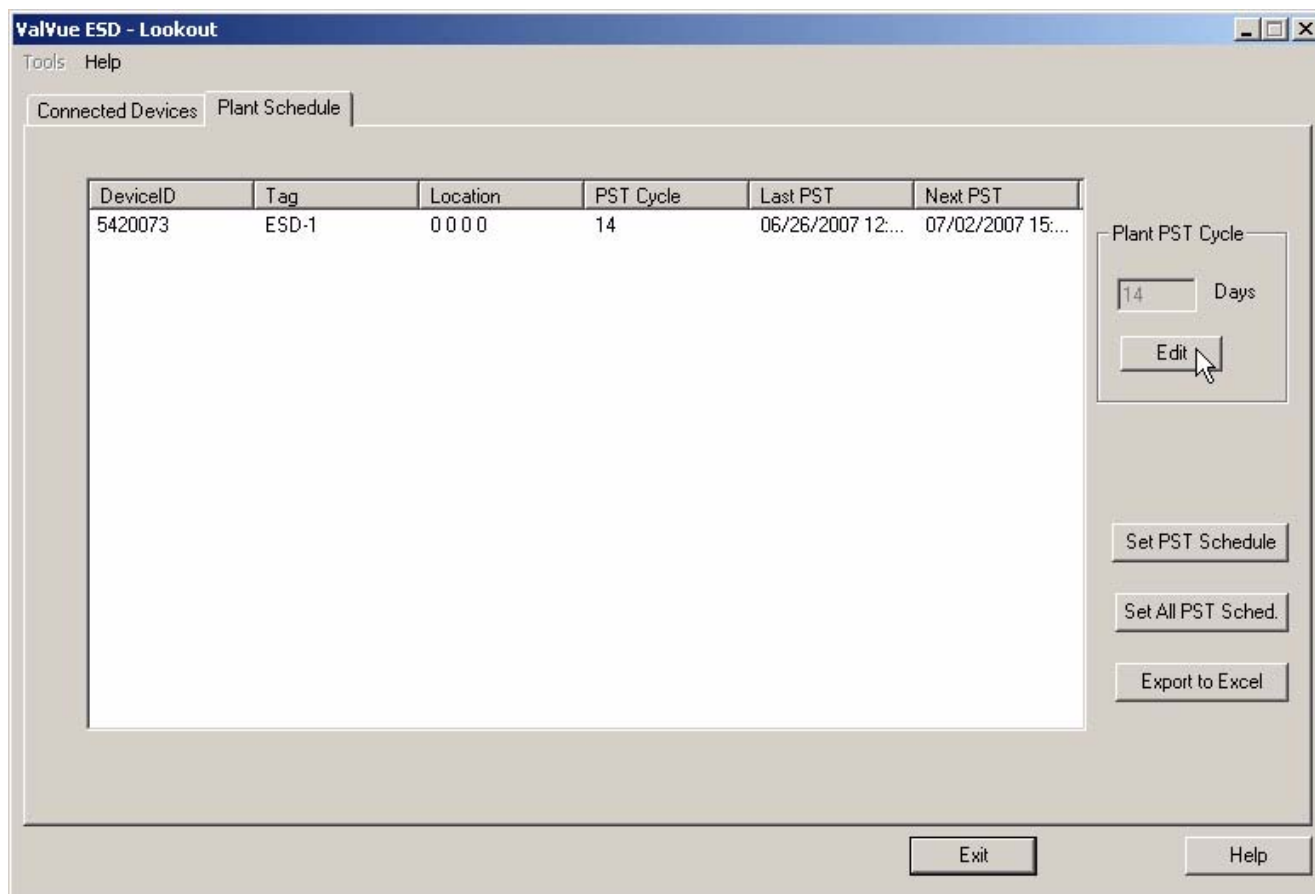 ValVue ESD - Lookout
Tools Help
Connected Devices Plant Schedule
DeviceID Tag Location PST Cycle Last PST Next PST
5420073 ESD-1 0 0 0 0 14 06/26/2007 12:... 07/02/2007 15:...
Plant PST Cycle
14 Days
Edit
Set PST Schedule
Set All PST Sched.
Export to Excel
Exit Help